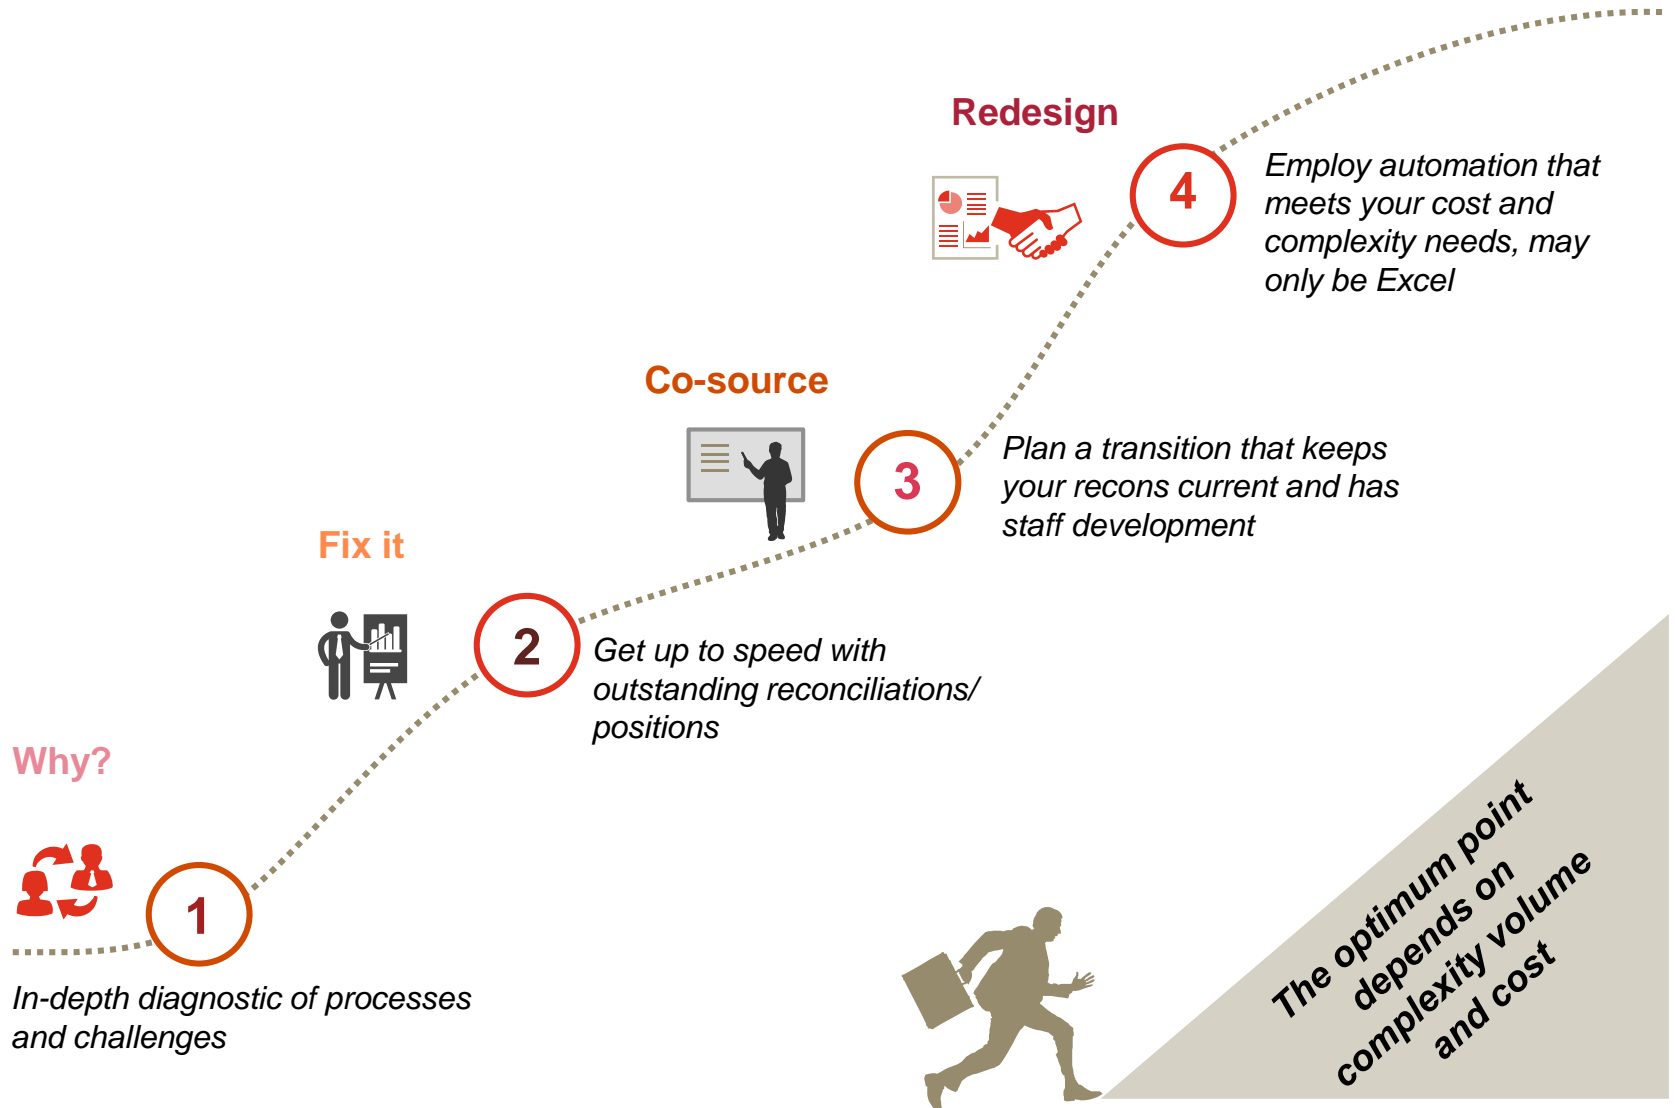 Why?
1
In-depth diagnostic of processes
and challenges
Fix it
2
Get up to speed with
outstanding reconciliations/
positions
Co-source
3
Plan a transition that keeps
your recons current and has
staff development
Redesign
4
Employ automation that
meets your cost and
complexity needs, may
only be Excel
The optimum point
depends on
complexity volume
and cost